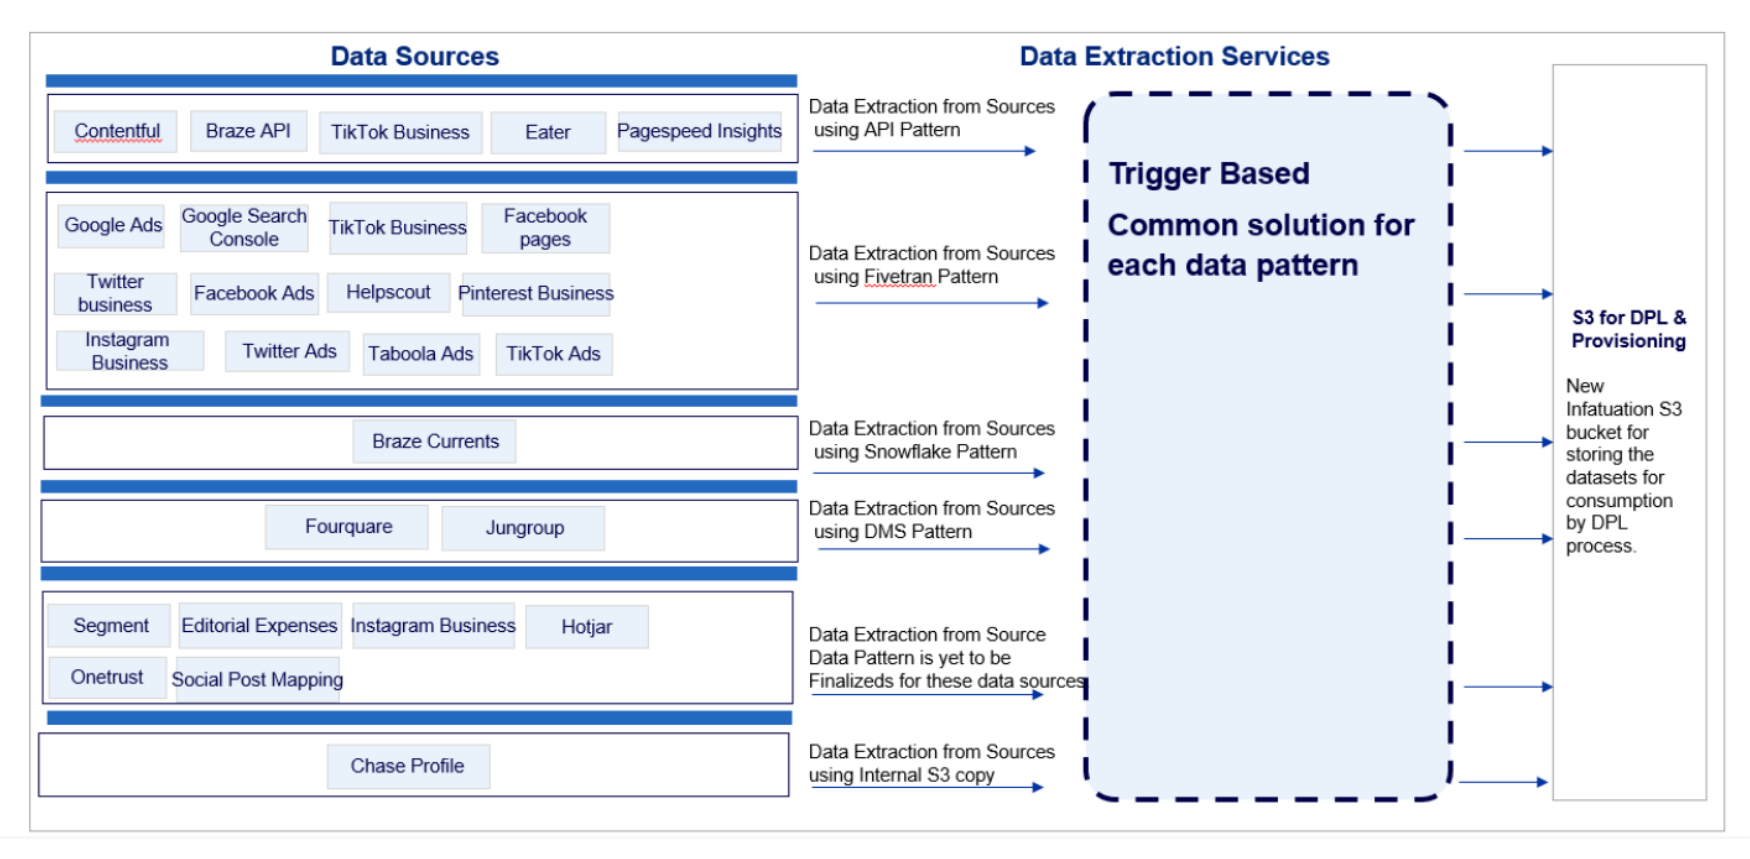 Data Sources
Data Extraction Services
Contentful
Braze API
TikTok Business
Eater
Pagespeed Insights
Data Extraction from Sources
using API Pattern
Google Ads
Google Search
Console
TikTok Business
Facebook
pages
Twitter
business
Facebook Ads
Helpscout
Pinterest Business
Instagram
Business
Twitter Ads
Taboola Ads
TikTok Ads
Data Extraction from Sources
using Fivetran Pattern
Braze Currents
Data Extraction from Sources
using Snowflake Pattern
Fourquare
Jungroup
Data Extraction from Sources
using DMS Pattern
Segment
Editorial Expenses
Instagram Business
Hotjar
Onetrust
Social Post Mapping
Data Extraction from Source
Data Pattern is yet to be
Finalizeds for these data sources
Chase Profile
Data Extraction from Sources
using Internal S3 copy
Trigger Based
Common solution for
each data pattern
S3 for DPL &
Provisioning
New
Infatuation S3
bucket for
storing the
datasets for
consumption
by DPL
process.